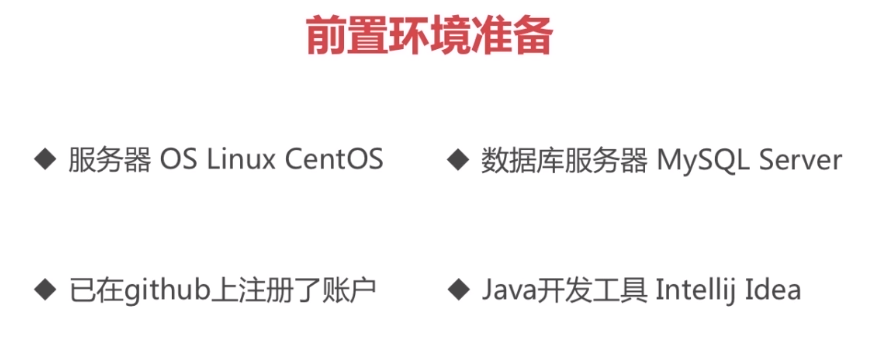 前置环境准备
◆ 服务器 OS Linux CentOS
◆ 数据库服务器 MySQL Server
◆ 已在github上注册了账户
◆ Java开发工具 Intellij Idea